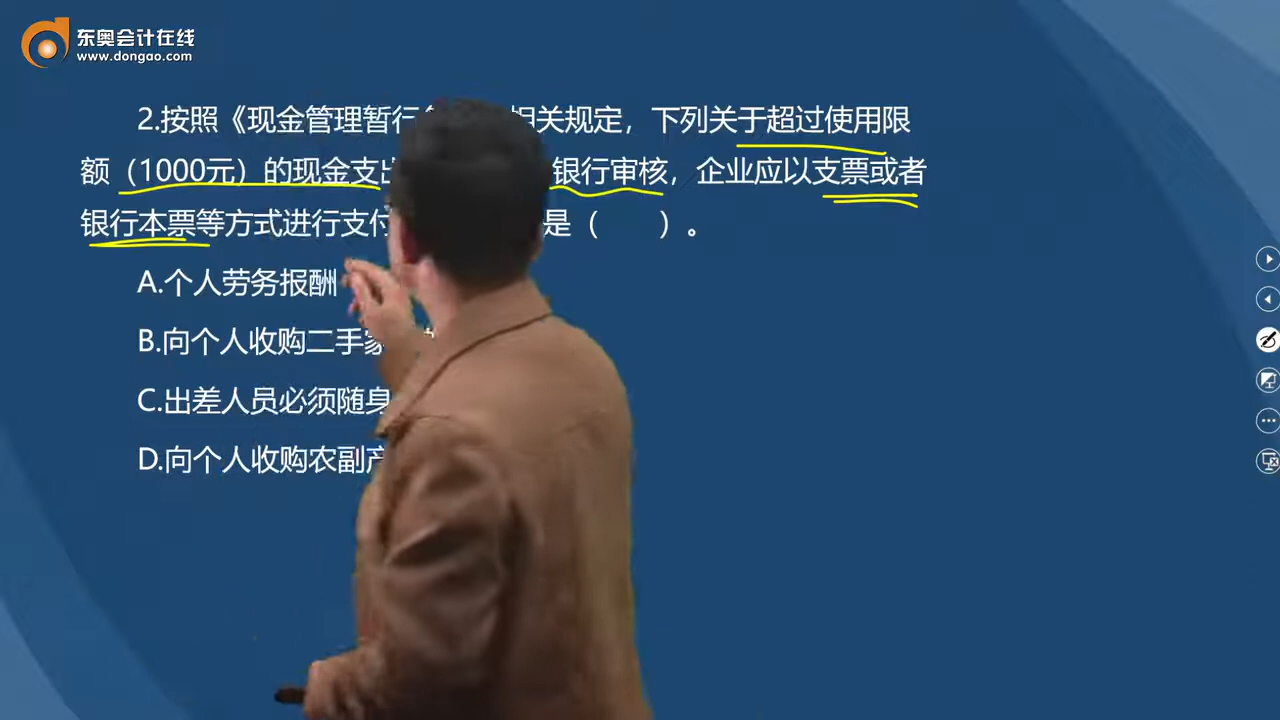 东奥会计在线
www.dongao.com
2.按照《现金管理暂行 相关规定，下列关于超过使用限
额（1000元）的现金支出 银行审核，企业应以支票或者
银行本票等方式进行支付 是（ ）。
A.个人劳务报酬
B.向个人收购二手家
C.出差人员必须随身
D.向个人收购农副产